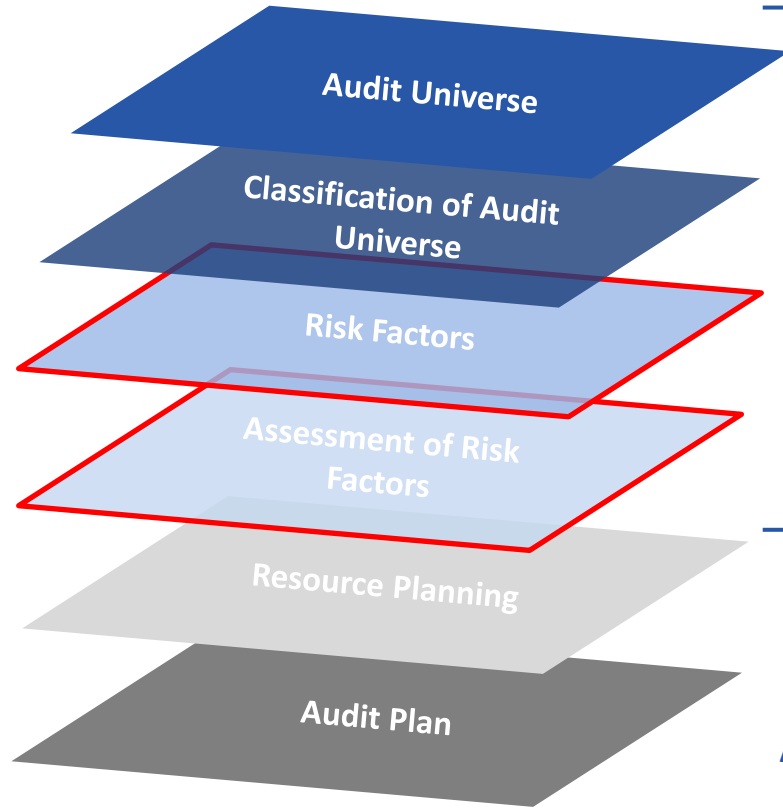 Audit Universe
Classification of Audit
Universe
Risk Factors
Assessment of Risk
Factors
Resource Planning
Audit Plan